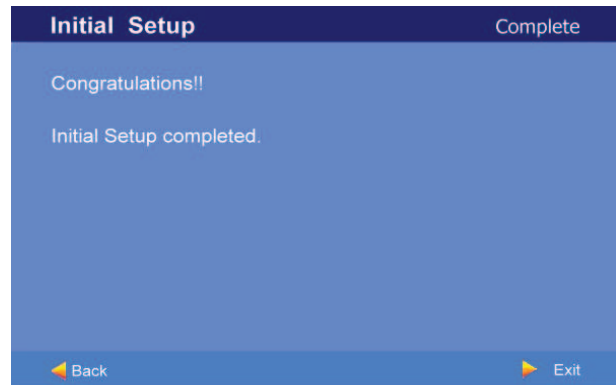 Initial Setup Complete
Congratulations!!
Initial Setup completed.
Back Exit